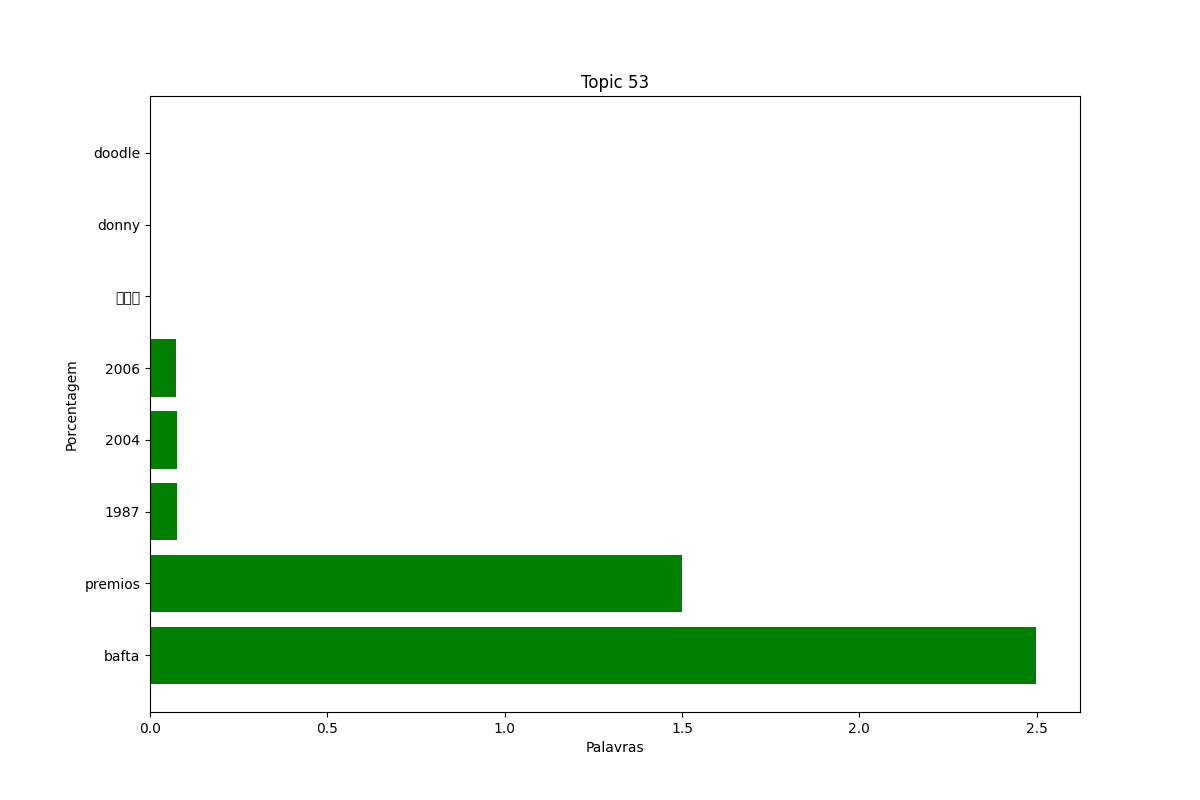 Topic 53
doodle
donny
2006
2004
1987
premios
bafta
Porcentagem
0.0 0.5 1.0 1.5 2.0 2.5
Palavras